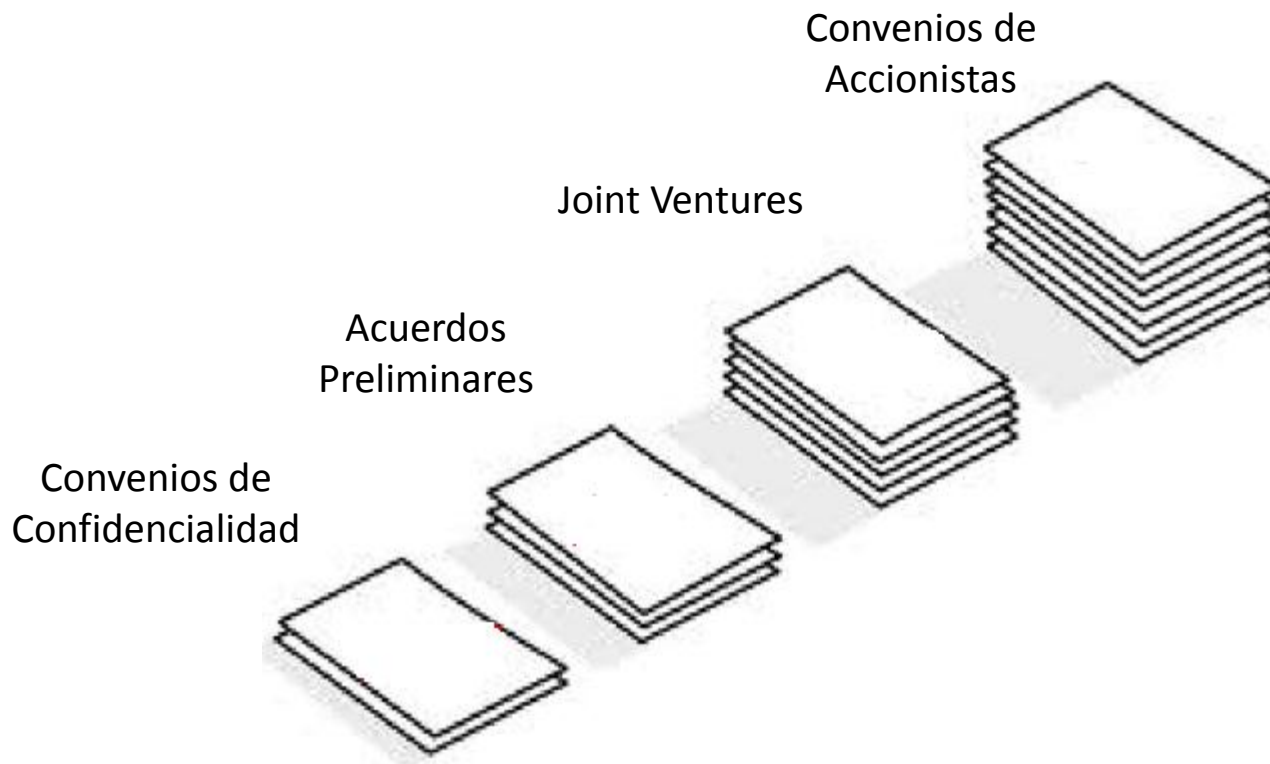 Convenios de
Accionistas
Joint Ventures
Acuerdos
Preliminares
Convenios de
Confidencialidad